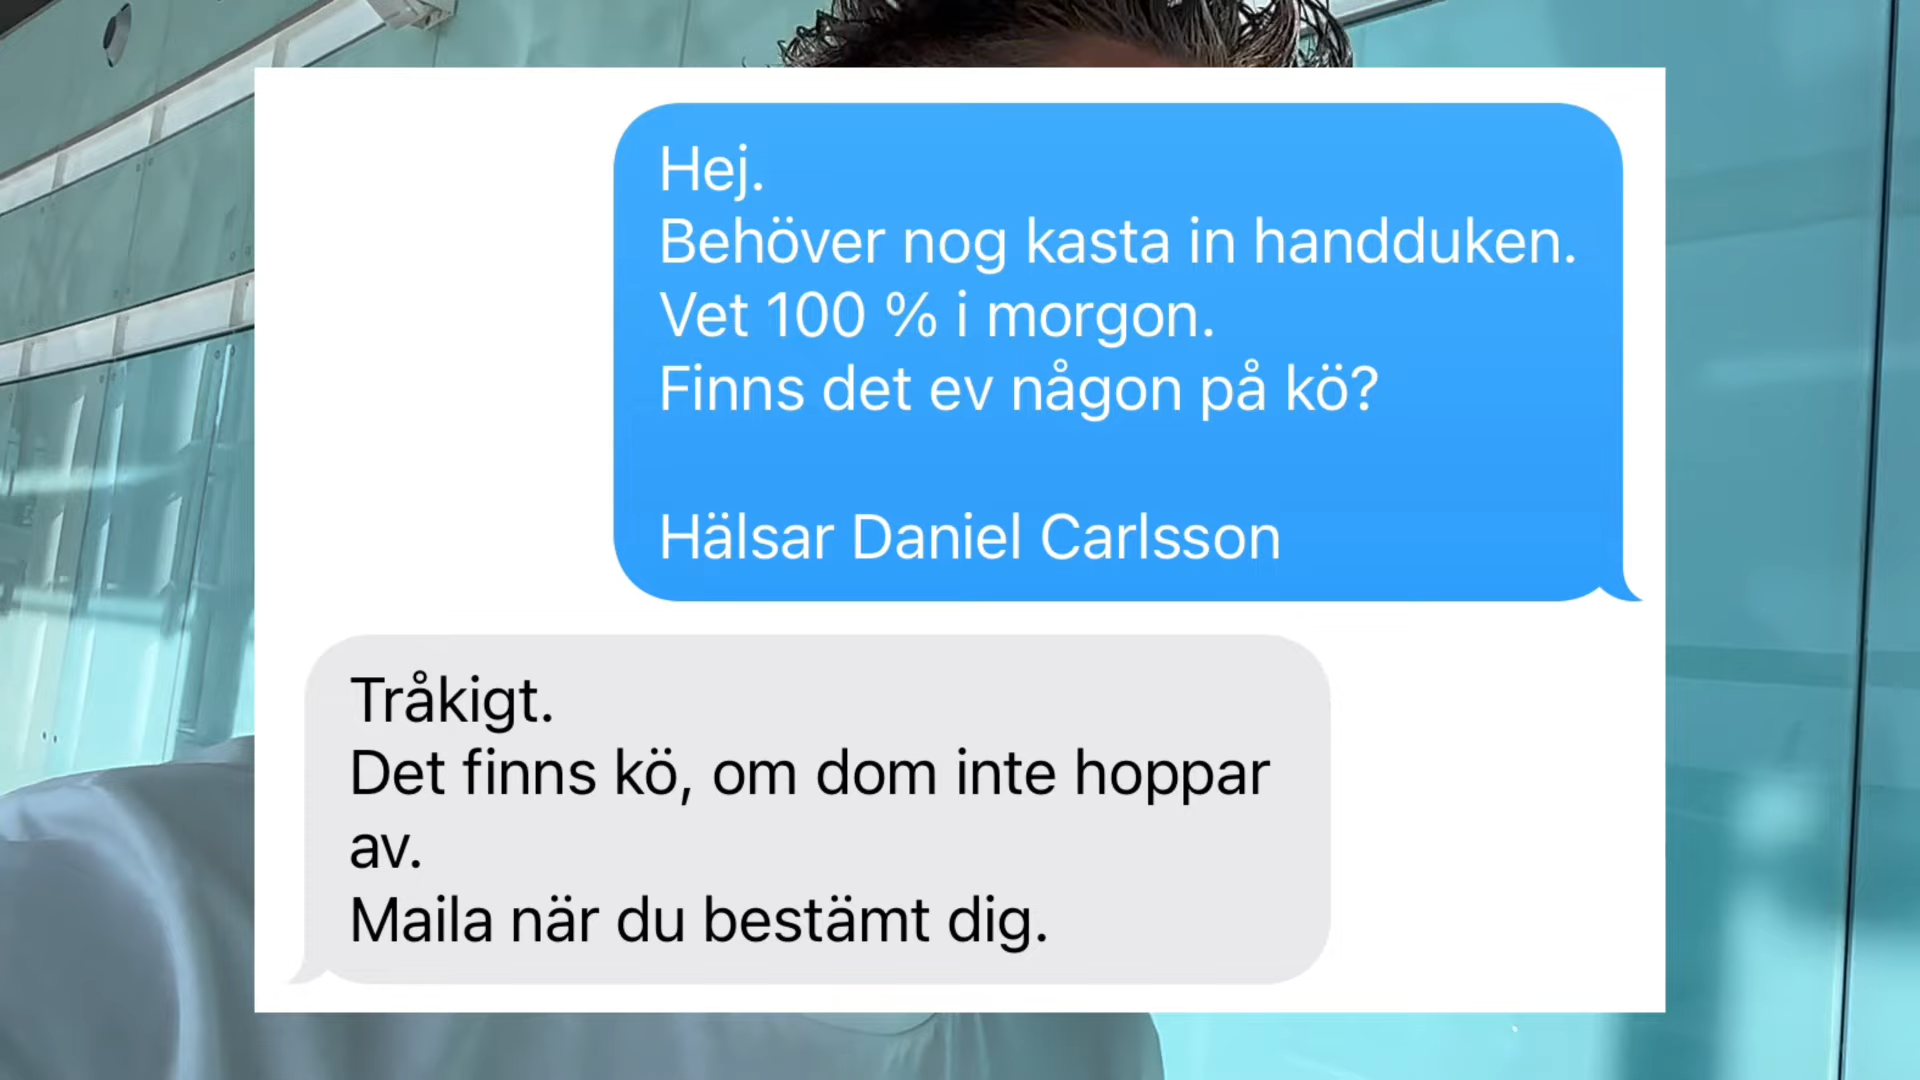 Hej.
Behöver nog kasta in handduken.
Vet 100 % i morgon.
Finns det ev någon på kö?
Hälsar Daniel Carlsson
Tråkigt.
Det finns kö, om dom inte hoppar
av.
Maila när du bestämt dig.